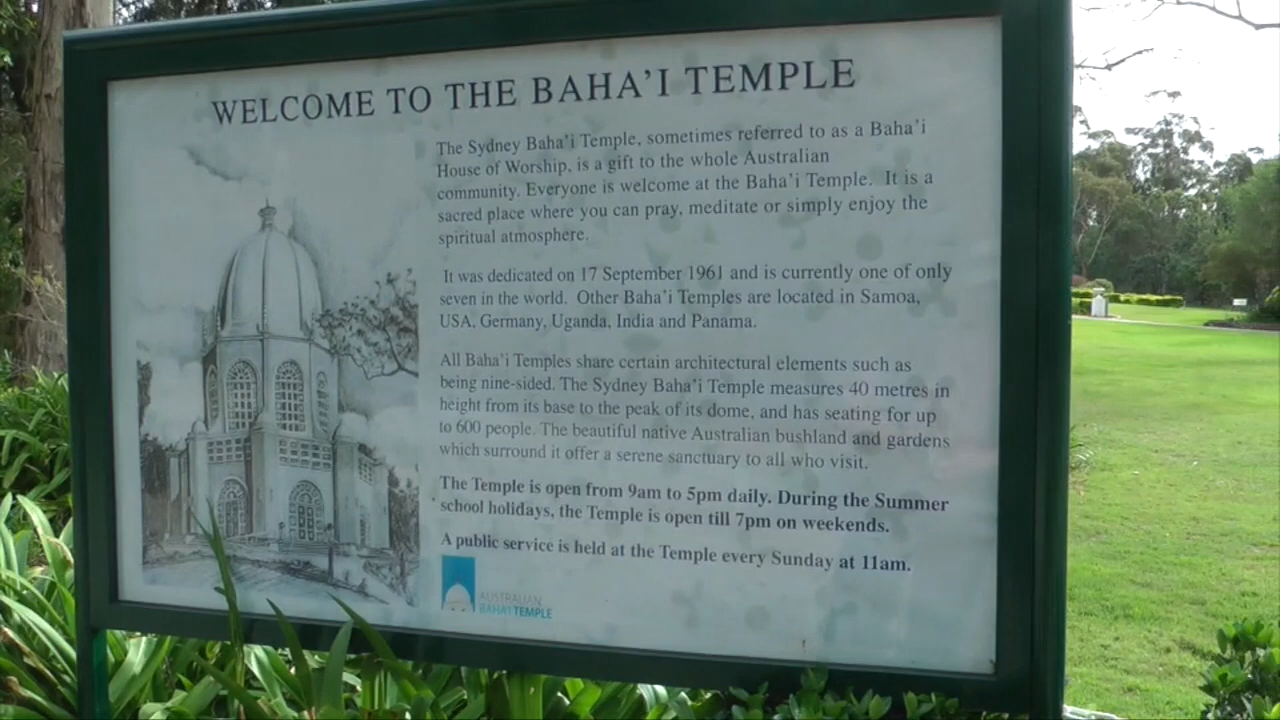 WELCOME TO THE BAHA'I TEMPLE
The Sydney Baha'i Temple, sometimes referred to as a Baha'i
House of Worship, is a gift to the whole Australian
community. Everyone is welcome at the Baha'i Temple. It is a
sacred place where you can pray, meditate or simply enjoy the
spiritual atmosphere.
It was dedicated on 17 September 1961 and is currently one of only
seven in the world. Other Baha'i Temples are located in Samoa,
USA, Germany, Uganda, India and Panama.
All Baha'i Temples share certain architectural elements such as
being nine-sided. The Sydney Baha'i Temple measures 40 metres in
height from its base to the peak of its dome, and has seating for up
to 600 people. The beautiful native Australian bushland and gardens
which surround it offer a serene sanctuary to all who visit.
The Temple is open from 9am to 5pm daily. During the Summer
school holidays, the Temple is open till 7pm on weekends.
A public service is held at the Temple every Sunday at 11am.
AUSTRALIAN
BAHA'I TEMPLE